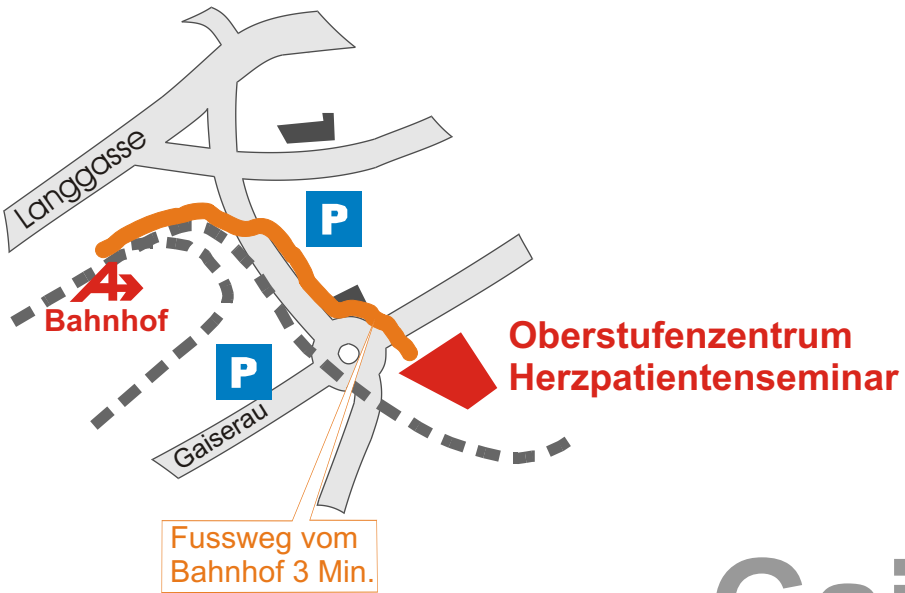 Langgasse
P
Bahnhof
P
Oberstufenzentrum
Herzpatientenseminar
Gaiserau
Fussweg vom
Bahnhof 3 Min.